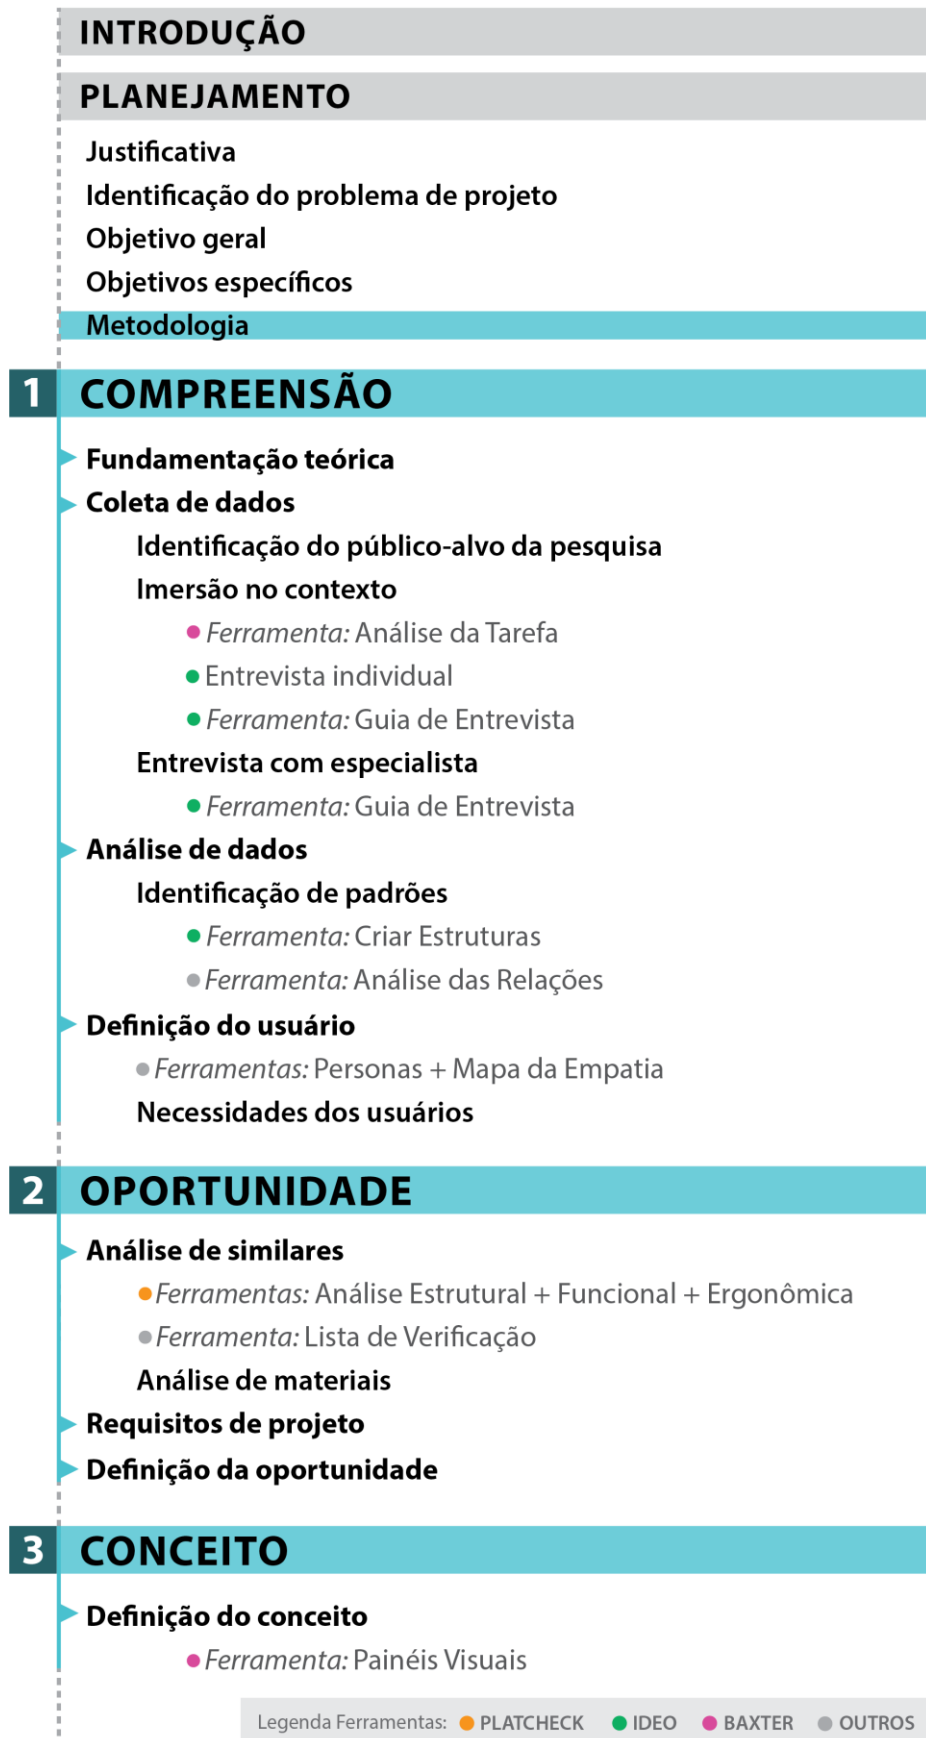 INTRODUÇÃO
PLANEJAMENTO
Justificativa
Identificação do problema de projeto
Objetivo geral
Objetivos específicos
Metodologia
1 COMPREENSÃO
Fundamentação teórica
Coleta de dados
Identificação do público-alvo da pesquisa
Imersão no contexto
Ferramenta: Análise da Tarefa
Entrevista individual
Ferramenta: Guia de Entrevista
Entrevista com especialista
Ferramenta: Guia de Entrevista
Análise de dados
Identificação de padrões
Ferramenta: Criar Estruturas
Ferramenta: Análise das Relações
Definição do usuário
Ferramentas: Personas + Mapa da Empatia
Necessidades dos usuários
2 OPORTUNIDADE
Análise de similares
Ferramentas: Análise Estrutural + Funcional + Ergonômica
Ferramenta: Lista de Verificação
Análise de materiais
Requisitos de projeto
Definição da oportunidade
3 CONCEITO
Definição do conceito
Ferramenta: Painéis Visuais
Legenda Ferramentas: PLATCHECK IDEO BAXTER OUTROS